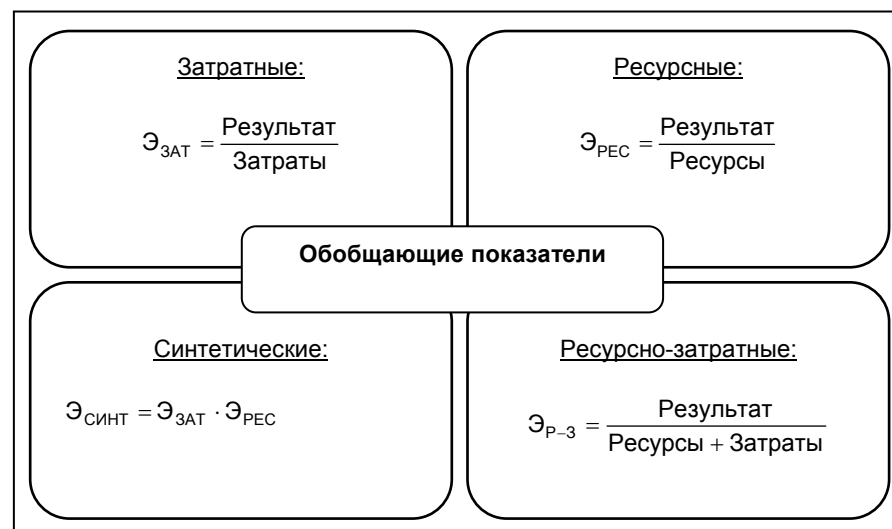 Затратные:
Э_ЗАТ = Результат / Затраты
Ресурсные:
Э_РЕС = Результат / Ресурсы
Обобщающие показатели
Синтетические:
Э_СИНТ = Э_ЗАТ · Э_РЕС
Ресурсно-затратные:
Э_Р–З = Результат / Ресурсы + Затраты